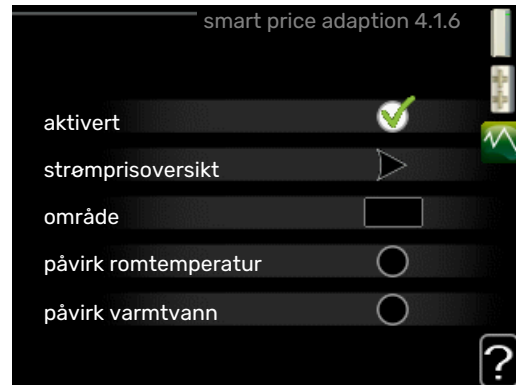 smart price adaption 4.1.6
aktivert
strømprisoversikt
område
påvirk romtemperatur
påvirk varmtvann
?